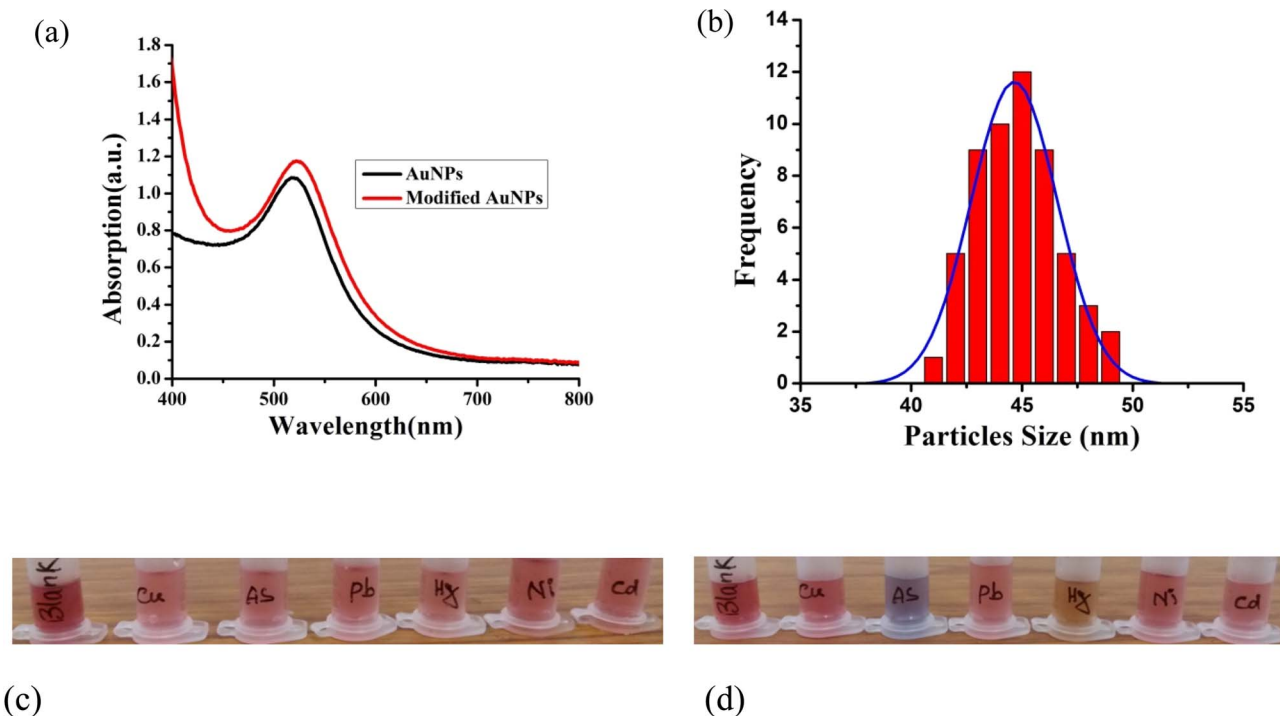 (a)
1.8
1.6
1.4
1.2
1.0
0.8
0.6
0.4
0.2
0.0
Absorption(a.u.)
AuNPs
Modified AuNPs
400 500 600 700 800
Wavelength(nm)
(b)
14
12
10
8
6
4
2
0
Frequency
35 40 45 50 55
Particles Size (nm)
Blank Cu AS Pb Hg Ni Cd
Blank Cu AS Pb Hg Ni Cd
(c)
(d)